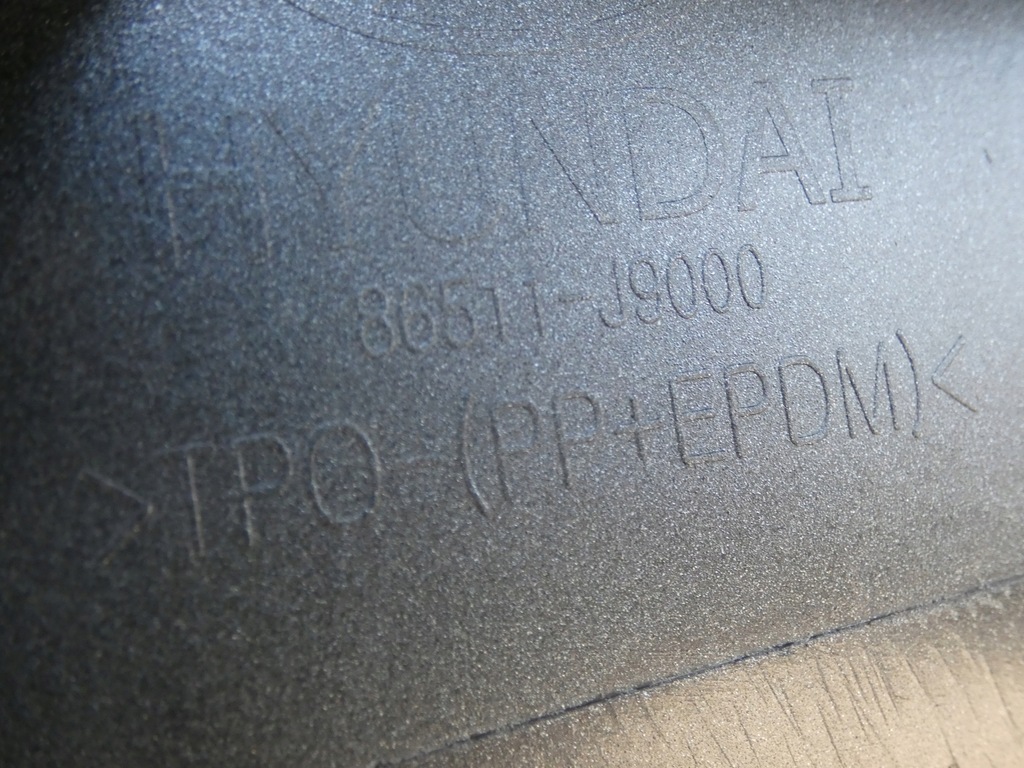 HYUNDAI
86511-J9000
>TPO-(PP+EPDM)<